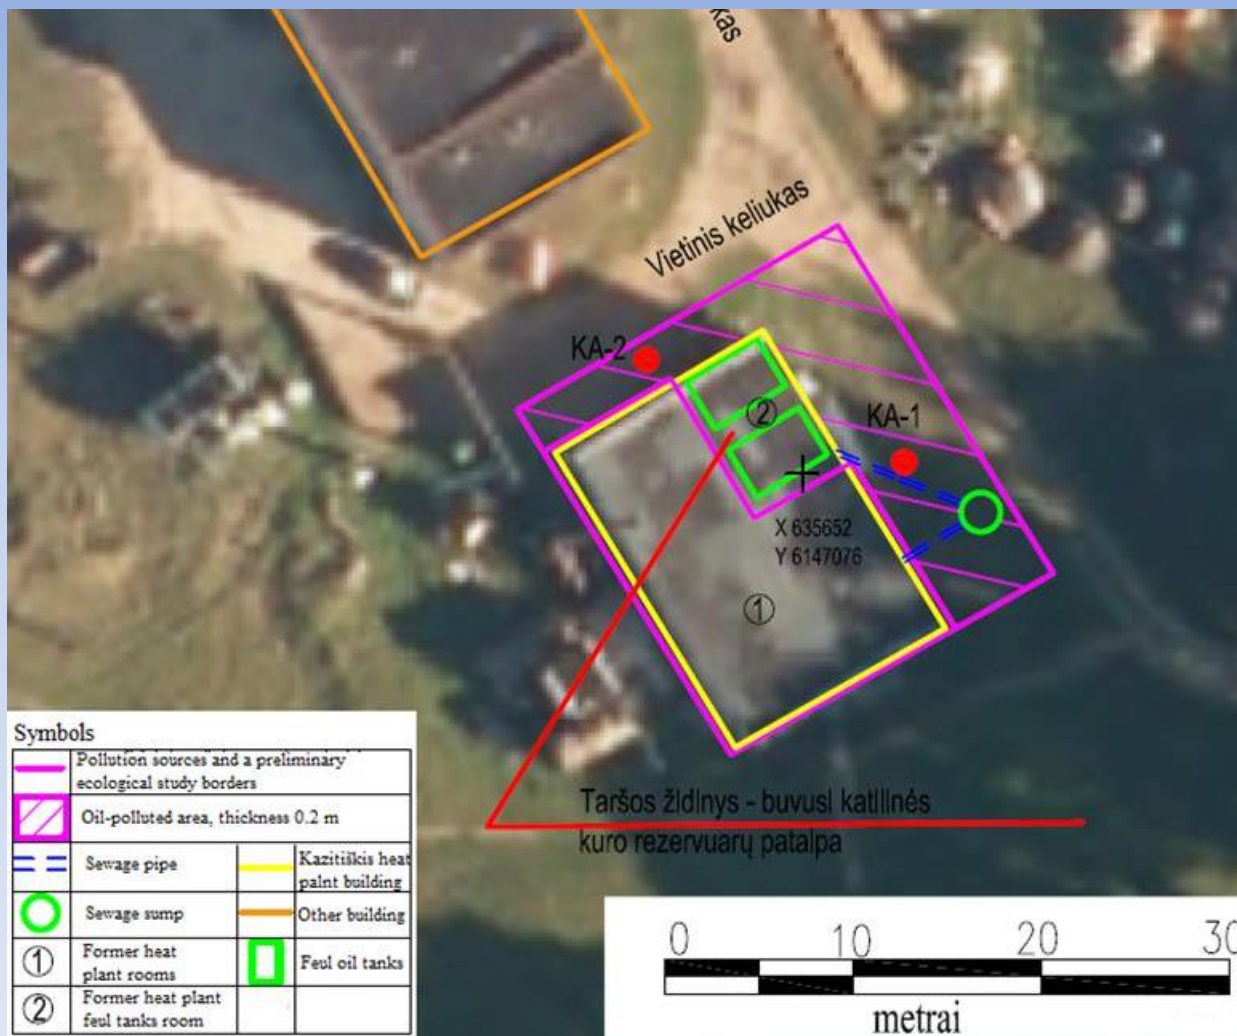 kas
Vietinis keliukas
KA-2
②
KA-1
X 635652
Y 6147076
①
Taršos židinys - buvusi katilinės
kuro rezervuarų patalpa
Symbols
Pollution sources and a preliminary
ecological study borders
Oil-polluted area, thickness 0.2 m
Sewage pipe
Kazitiškis heat
palnt building
Sewage sump
Other building
① Former heat
plant rooms
Feul oil tanks
② Former heat plant
feul tanks room
0 10 20 30
metrai